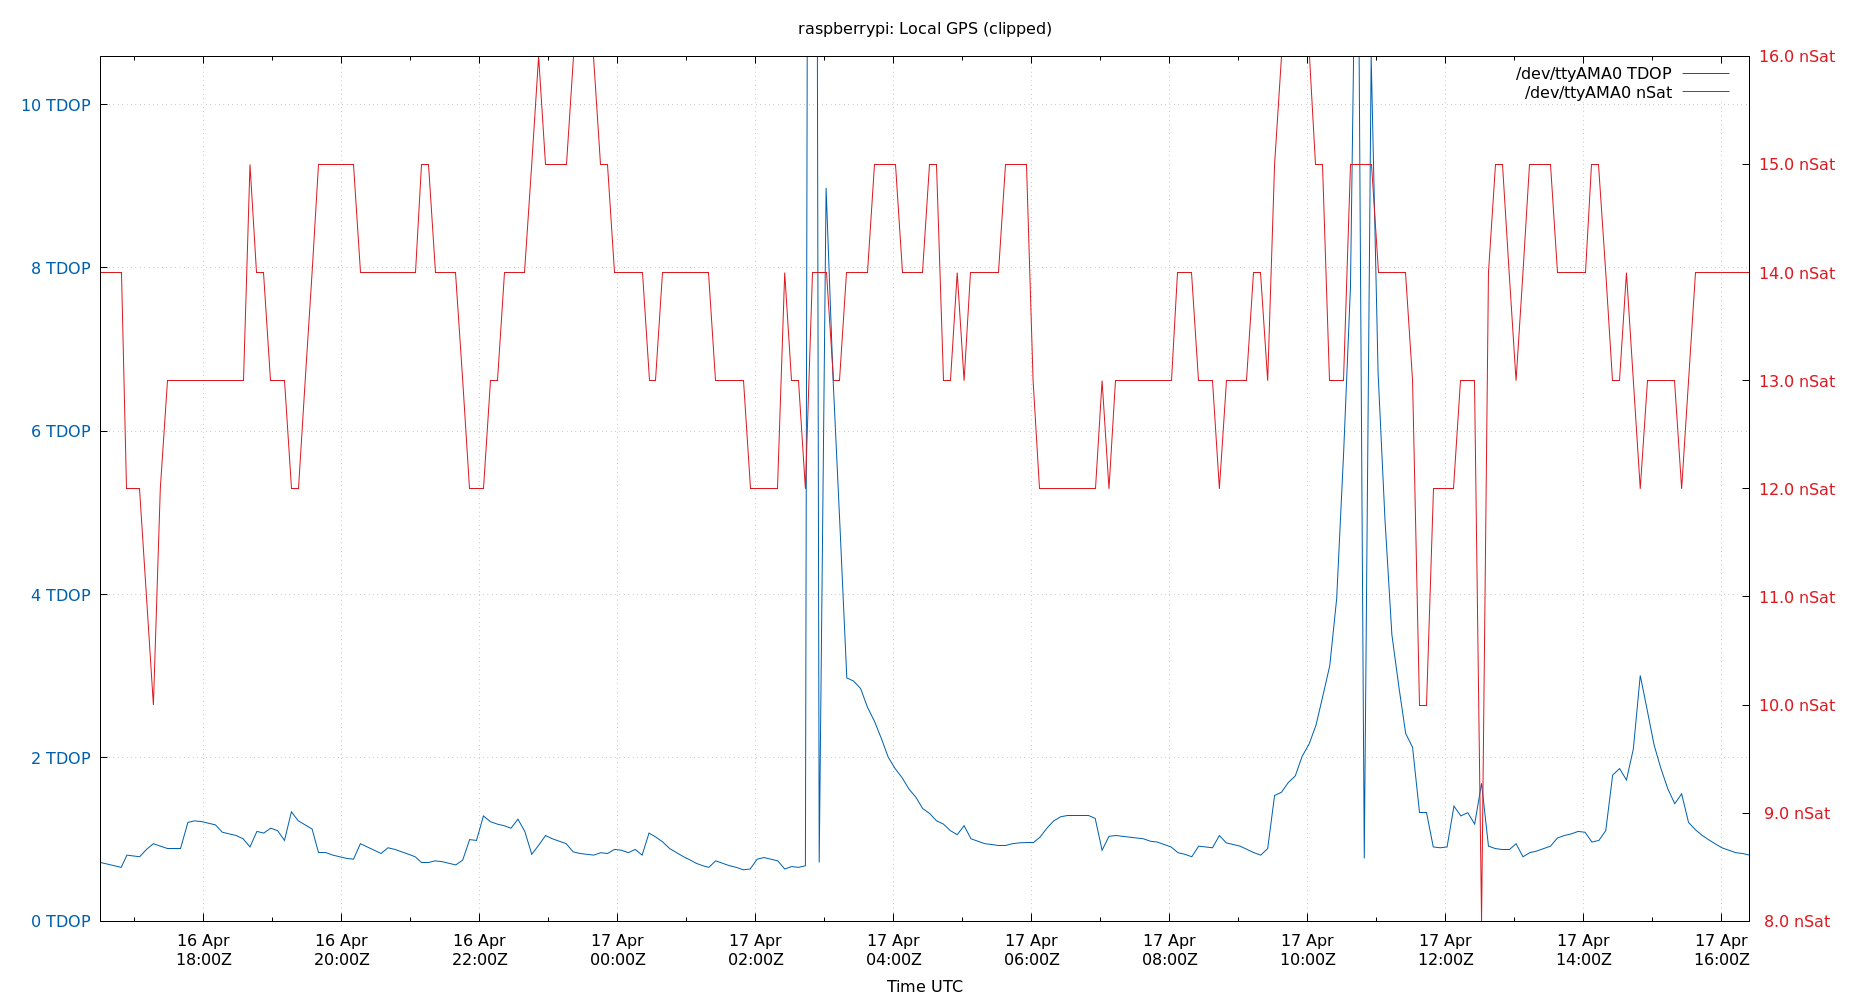 raspberrypi: Local GPS (clipped)
/dev/ttyAMA0 TDOP
/dev/ttyAMA0 nSat
10 TDOP
8 TDOP
6 TDOP
4 TDOP
2 TDOP
0 TDOP
16.0 nSat
15.0 nSat
14.0 nSat
13.0 nSat
12.0 nSat
11.0 nSat
10.0 nSat
9.0 nSat
8.0 nSat
16 Apr 16 Apr 16 Apr 17 Apr 17 Apr 17 Apr 17 Apr 17 Apr 17 Apr 17 Apr 17 Apr 17 Apr
18:00Z 20:00Z 22:00Z 00:00Z 02:00Z 04:00Z 06:00Z 08:00Z 10:00Z 12:00Z 14:00Z 16:00Z
Time UTC